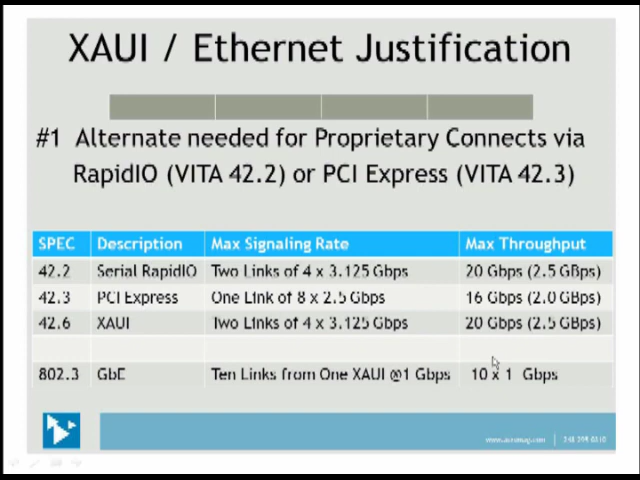 XAUI / Ethernet Justification
#1 Alternate needed for Proprietary Connects via
RapidIO (VITA 42.2) or PCI Express (VITA 42.3)
SPEC Description Max Signaling Rate Max Throughput
42.2 Serial RapidIO Two Links of 4 x 3.125 Gbps 20 Gbps (2.5 GBps)
42.3 PCI Express One Link of 8 x 2.5 Gbps 16 Gbps (2.0 GBps)
42.6 XAUI Two Links of 4 x 3.125 Gbps 20 Gbps (2.5 GBps)
802.3 GbE Ten Links from One XAUI @1 Gbps 10 x 1 Gbps